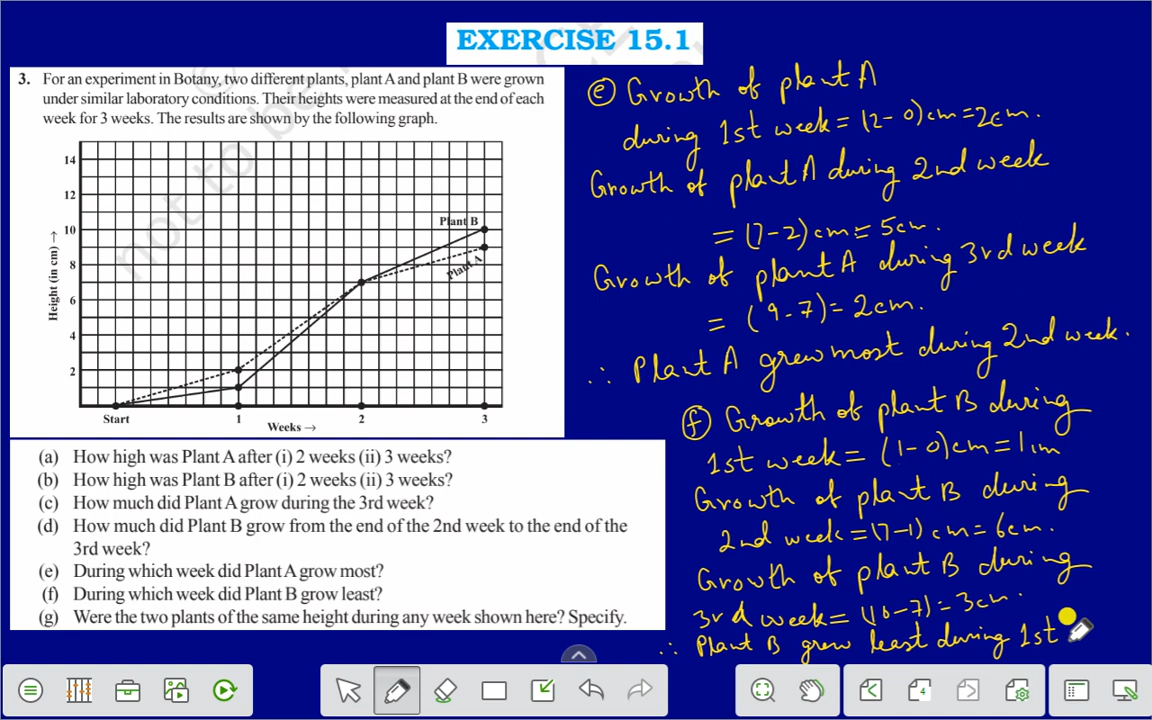 EXERCISE 15.1
3. For an experiment in Botany, two different plants, plant A and plant B were grown
under similar laboratory conditions. Their heights were measured at the end of each
week for 3 weeks. The results are shown by the following graph.
14
12
10
8
6
4
2
Height (in cm) →
Plant B
Plant A
Start 1 2 3
Weeks →
(a) How high was Plant A after (i) 2 weeks (ii) 3 weeks?
(b) How high was Plant B after (i) 2 weeks (ii) 3 weeks?
(c) How much did Plant A grow during the 3rd week?
(d) How much did Plant B grow from the end of the 2nd week to the end of the
3rd week?
(e) During which week did Plant A grow most?
(f) During which week did Plant B grow least?
(g) Were the two plants of the same height during any week shown here? Specify.
(e) Growth of plant A
during 1st week = (2-0)cm = 2cm.
Growth of plant A during 2nd week
= (7-2)cm = 5cm.
Growth of plant A during 3rd week
= (9-7) = 2cm.
∴ Plant A grew most during 2nd week.
(f) Growth of plant B during
1st week = (1-0)cm = 1cm
Growth of plant B during
2nd week = (7-1) cm = 6cm.
Growth of plant B during
3rd week = (10-7) = 3cm.
∴ Plant B grew least during 1st
not to be
4